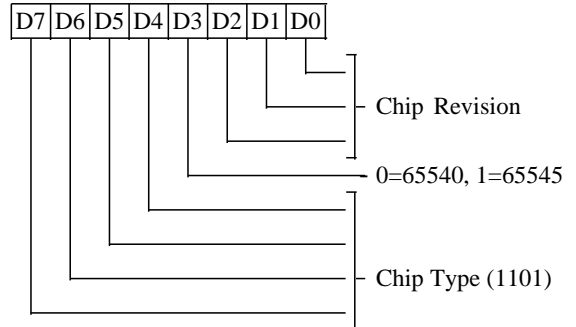 D7 D6 D5 D4 D3 D2 D1 D0
Chip Revision
0=65540, 1=65545
Chip Type (1101)